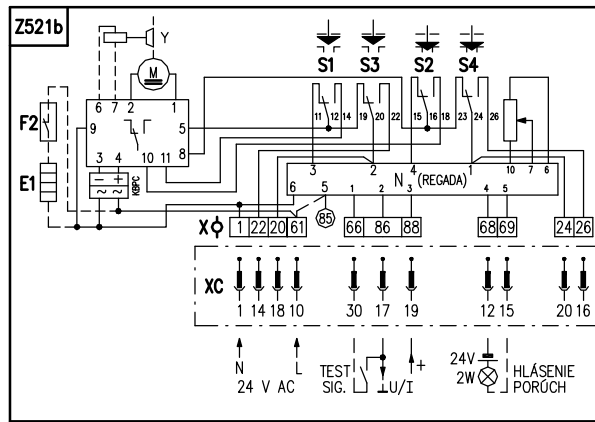 Z521b
Y
M
S1 S3 S2 S4
6 7 2 1
F2
9 5
8
3 4 10 11
E1
− +
~ ~
KBPC
11 12 14 19 20 22 15 16 18 23 24 26
10 7 6
3 2 4 1
N (REGADA)
6 5 1 2 3 4 5
85
X 1 22 20 61 66 86 88 68 69 24 26
XC
1 14 18 10 30 17 19 12 15 20 16
N L
24 V AC
TEST
SIG.
U/I
+
24V
2W
HLÁSENIE
PORÚCH